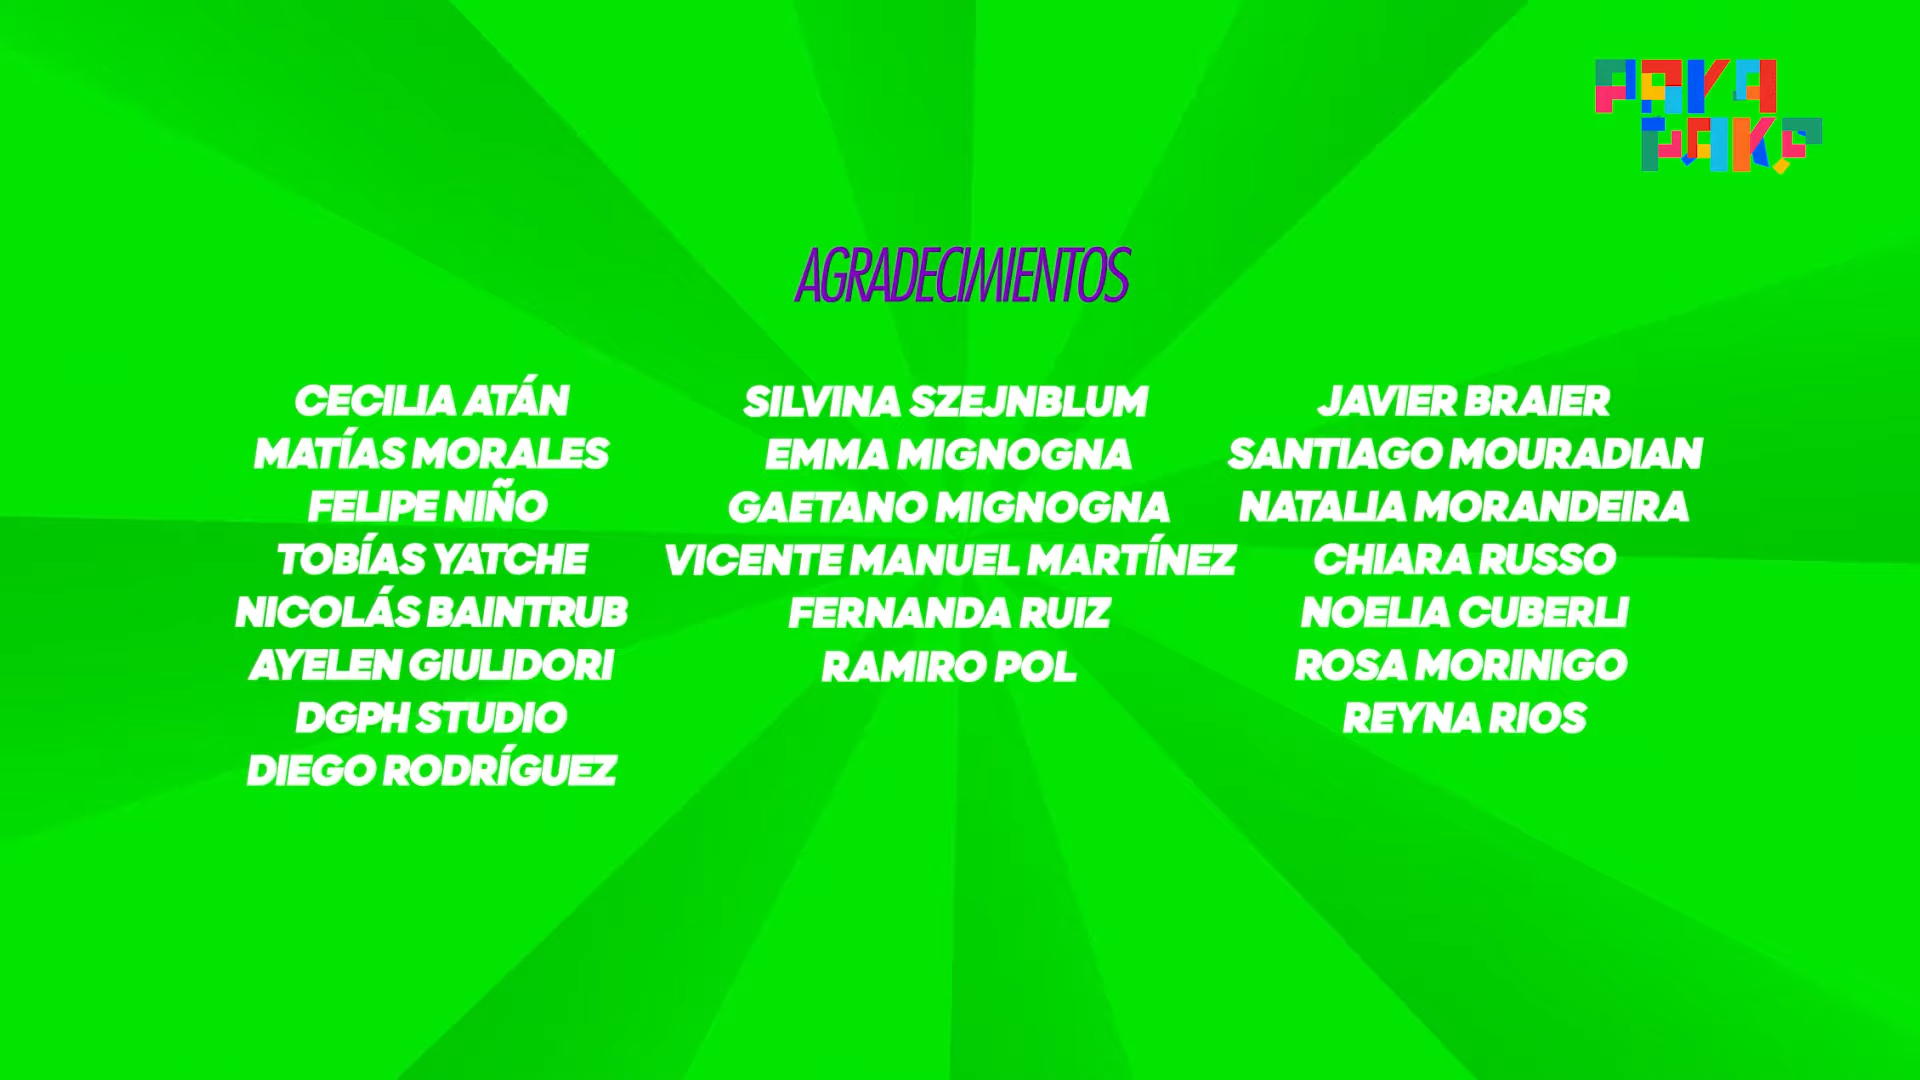 PAKA
PAKA
AGRADECIMIENTOS
CECILIA ATÁN
MATÍAS MORALES
FELIPE NIÑO
TOBÍAS YATCHE
NICOLÁS BAINTRUB
AYELEN GIULIDORI
DGPH STUDIO
DIEGO RODRÍGUEZ
SILVINA SZEJNBLUM
EMMA MIGNOGNA
GAETANO MIGNOGNA
VICENTE MANUEL MARTÍNEZ
FERNANDA RUIZ
RAMIRO POL
JAVIER BRAIER
SANTIAGO MOURADIAN
NATALIA MORANDEIRA
CHIARA RUSSO
NOELIA CUBERLI
ROSA MORINIGO
REYNA RIOS